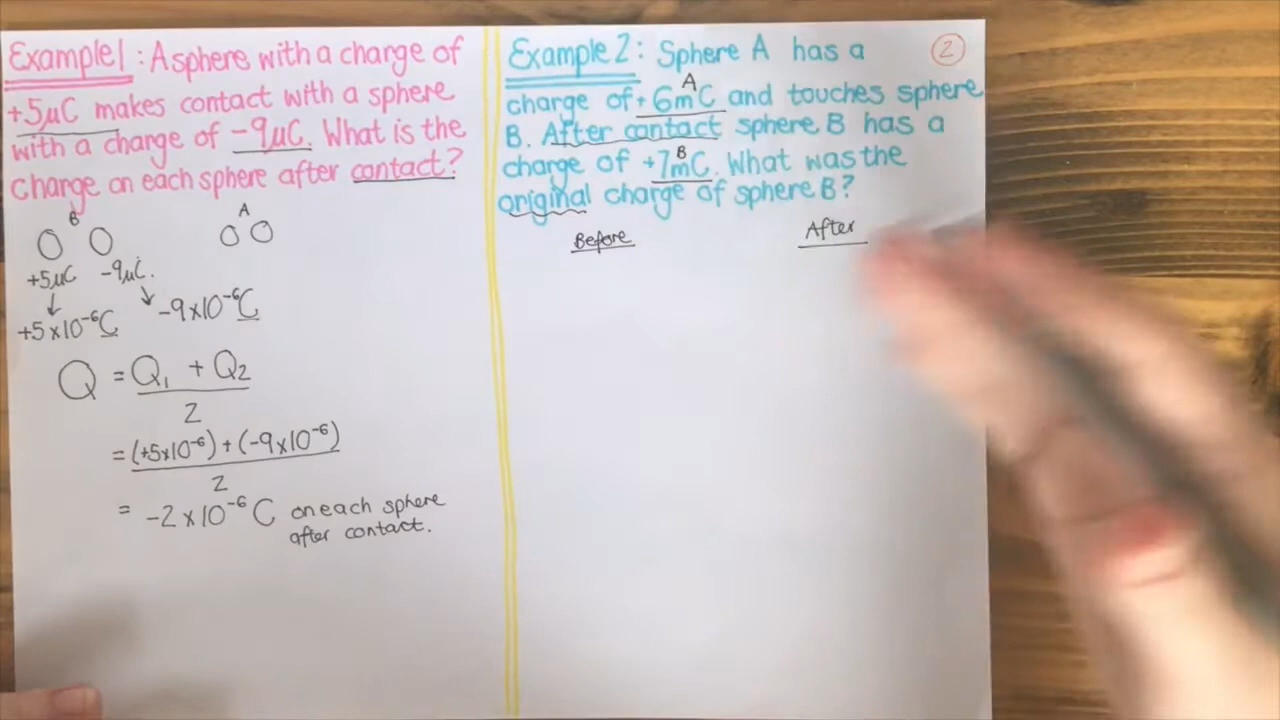 Example 1: A sphere with a charge of
+5μC makes contact with a sphere
with a charge of -9μC. What is the
charge on each sphere after contact?
B
A
+5μC -9μC.
+5x10⁻⁶C
-9x10⁻⁶C
Q = Q₁ + Q₂
2
= (+5x10⁻⁶) + (-9x10⁻⁶)
2
= -2x10⁻⁶ C on each sphere
after contact.
Example 2: Sphere A has a
2
A
charge of +6mC and touches sphere
B. After contact sphere B has a
B
charge of +7mC. What was the
original charge of sphere B?
Before
After